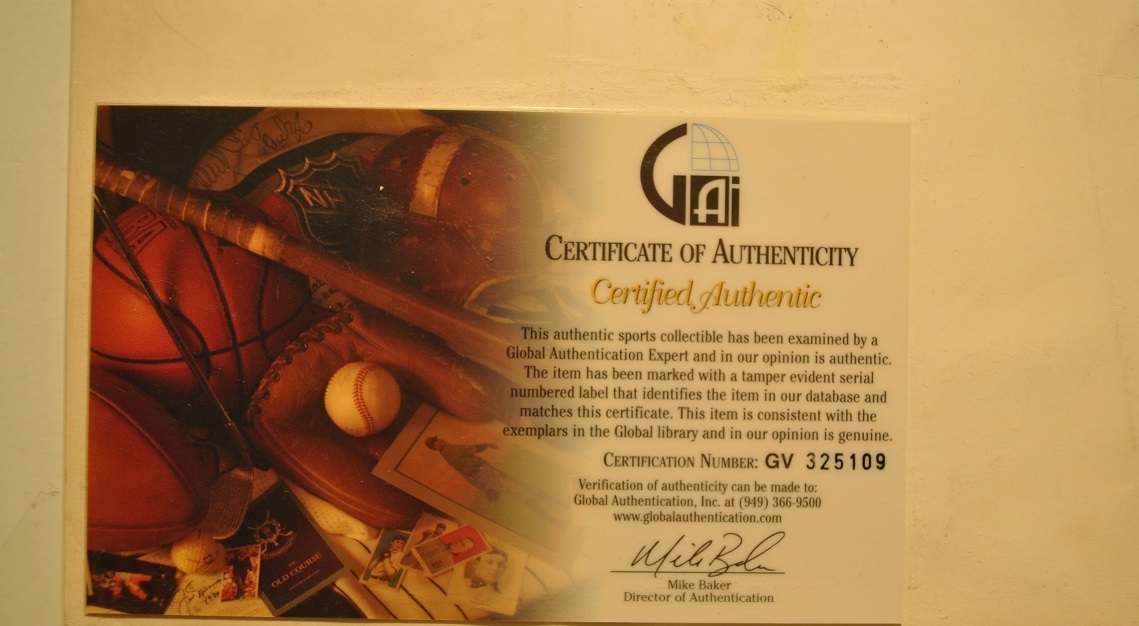 GAi
CERTIFICATE OF AUTHENTICITY
Certified Authentic
This authentic sports collectible has been examined by a
Global Authentication Expert and in our opinion is authentic.
The item has been marked with a tamper evident serial
numbered label that identifies the item in our database and
matches this certificate. This item is consistent with the
exemplars in the Global library and in our opinion is genuine.
CERTIFICATION NUMBER: GV 325109
Verification of authenticity can be made to:
Global Authentication, Inc. at (949) 366-9500
www.globalauthentication.com
Mike Baker
Mike Baker
Director of Authentication
OLD COURSE